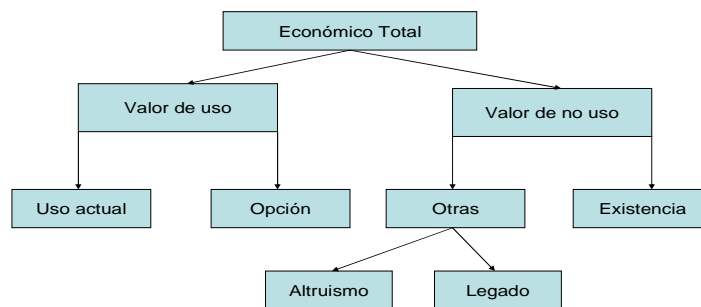 Económico Total
Valor de uso
Valor de no uso
Uso actual
Opción
Otras
Existencia
Altruismo
Legado